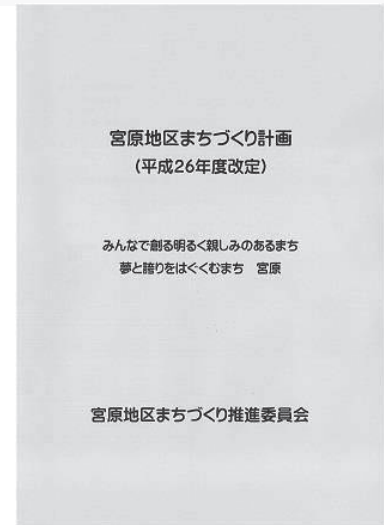 宮原地区まちづくり計画
(平成26年度改定)
みんなで創る明るく親しみのあるまち
夢と誇りをはぐくむまち　宮原
宮原地区まちづくり推進委員会